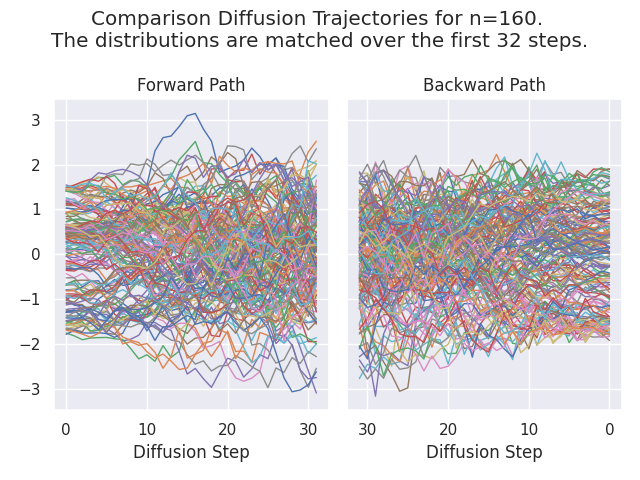 Comparison Diffusion Trajectories for n=160.
The distributions are matched over the first 32 steps.
Forward Path
Backward Path
3
2
1
0
−1
−2
−3
0 10 20 30
30 20 10 0
Diffusion Step
Diffusion Step